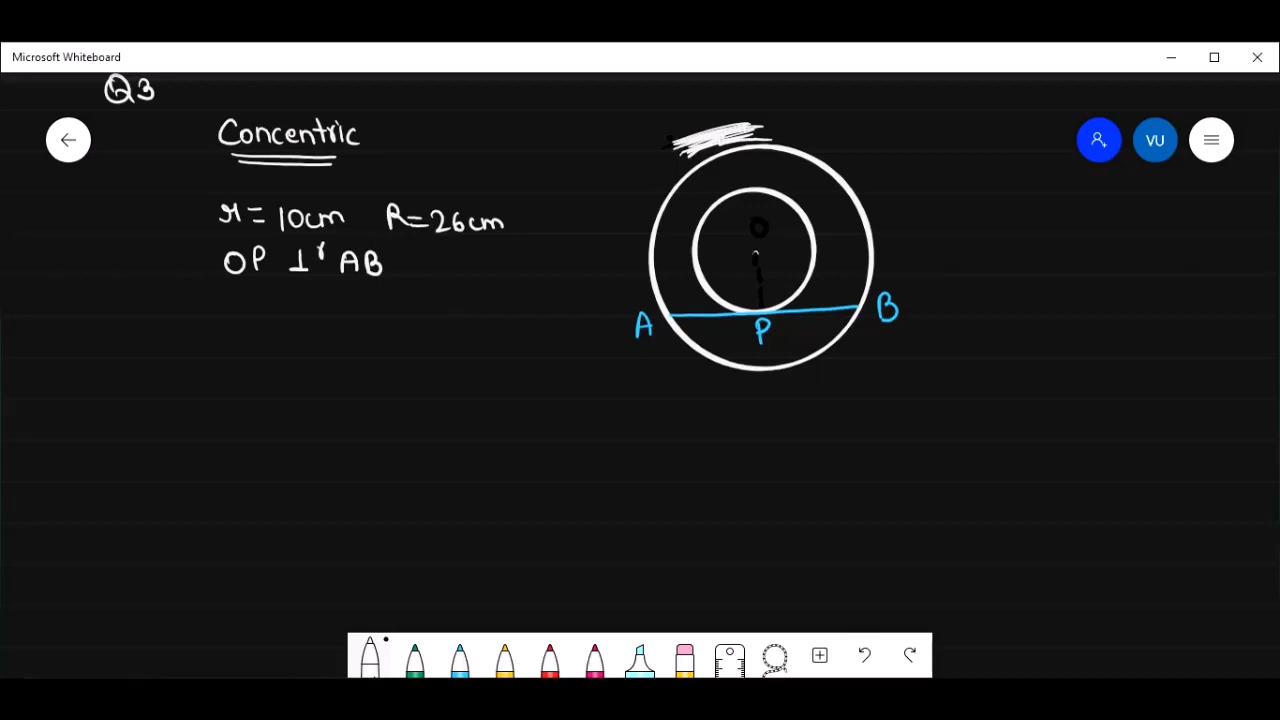 Microsoft Whiteboard
Q3
Concentric
VU
r = 10cm R = 26cm
OP ⊥r AB
O
A
P
B